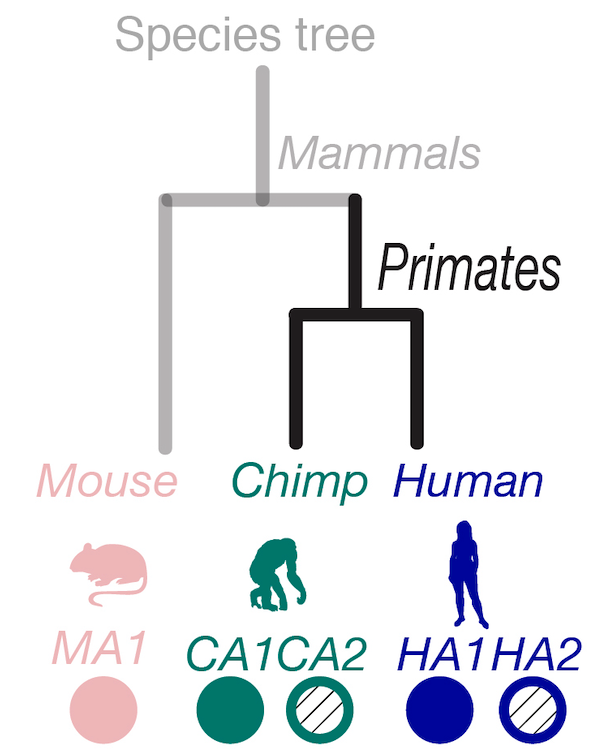 Species tree
Mammals
Primates
Mouse Chimp Human
MA1 CA1CA2 HA1HA2